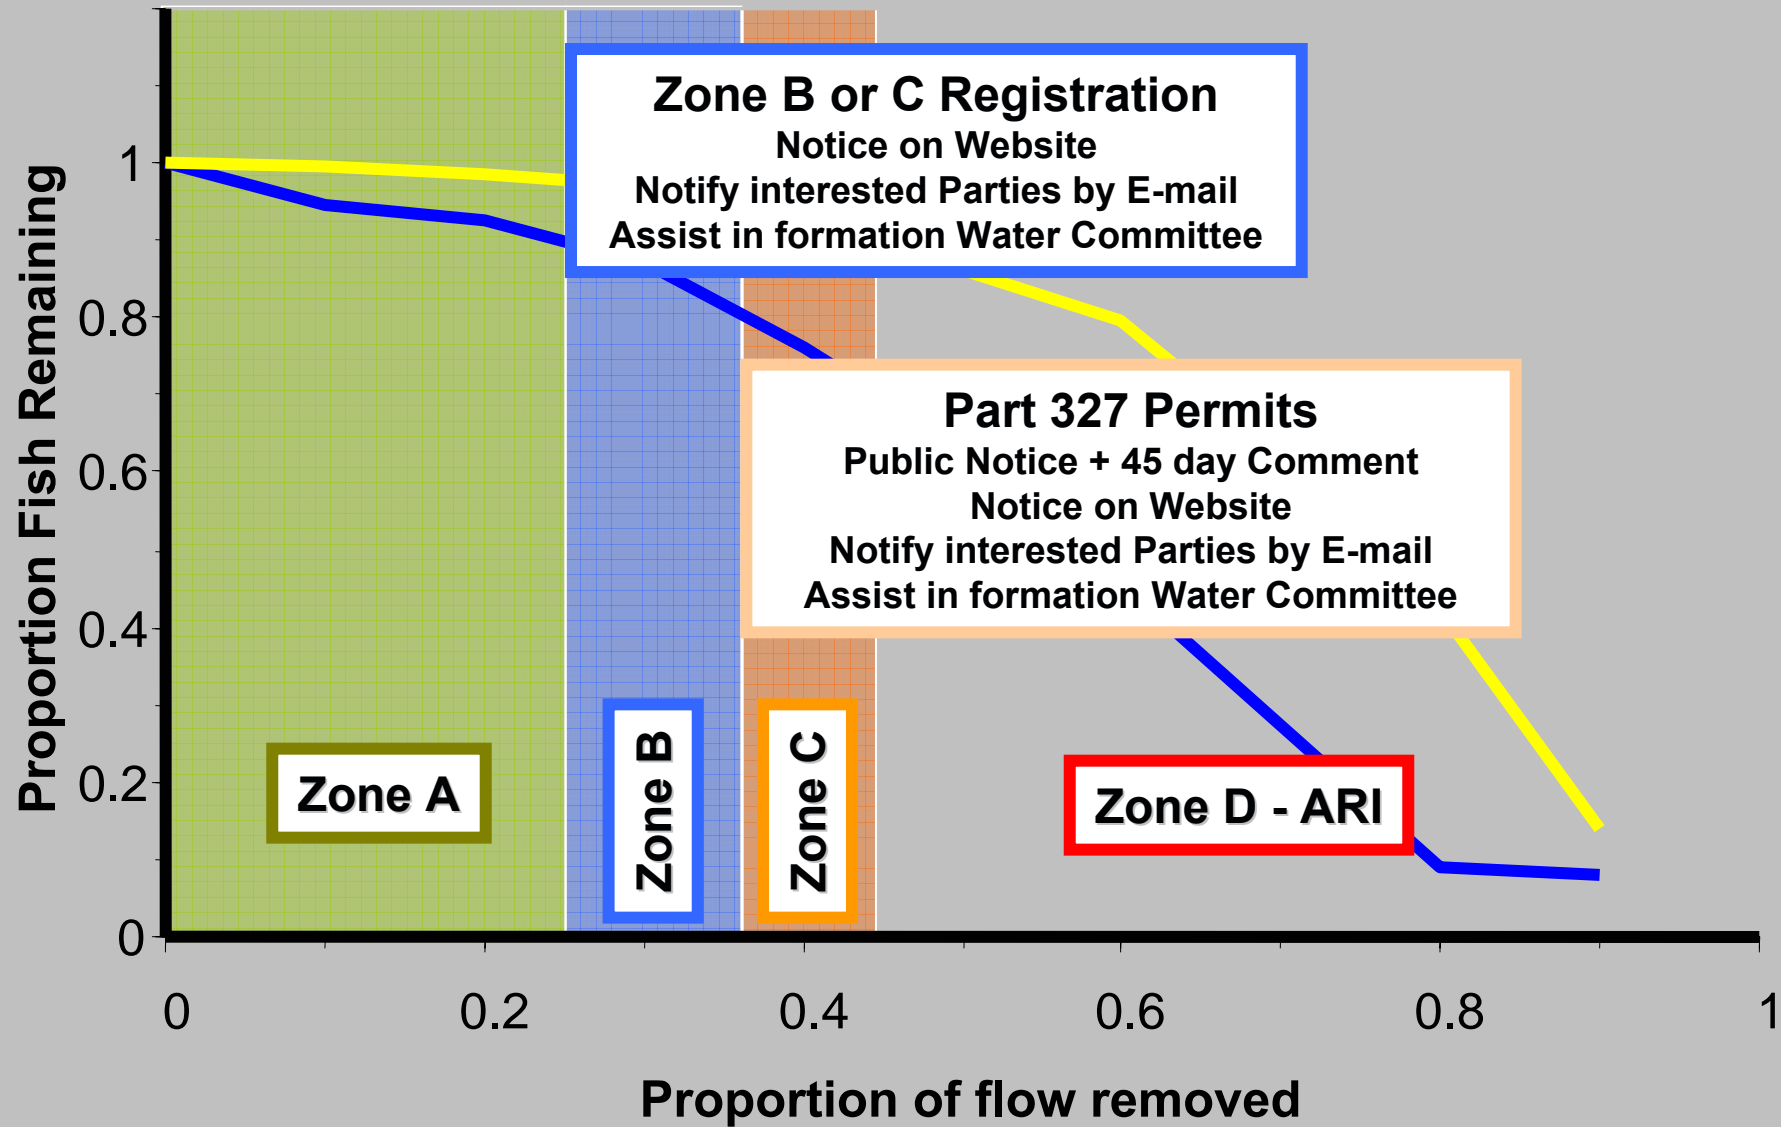 Zone B or C Registration
Notice on Website
Notify interested Parties by E-mail
Assist in formation Water Committee
Part 327 Permits
Public Notice + 45 day Comment
Notice on Website
Notify interested Parties by E-mail
Assist in formation Water Committee
Zone A
Zone B
Zone C
Zone D - ARI
Proportion Fish Remaining
1
0.8
0.6
0.4
0.2
0
0 0.2 0.4 0.6 0.8 1
Proportion of flow removed